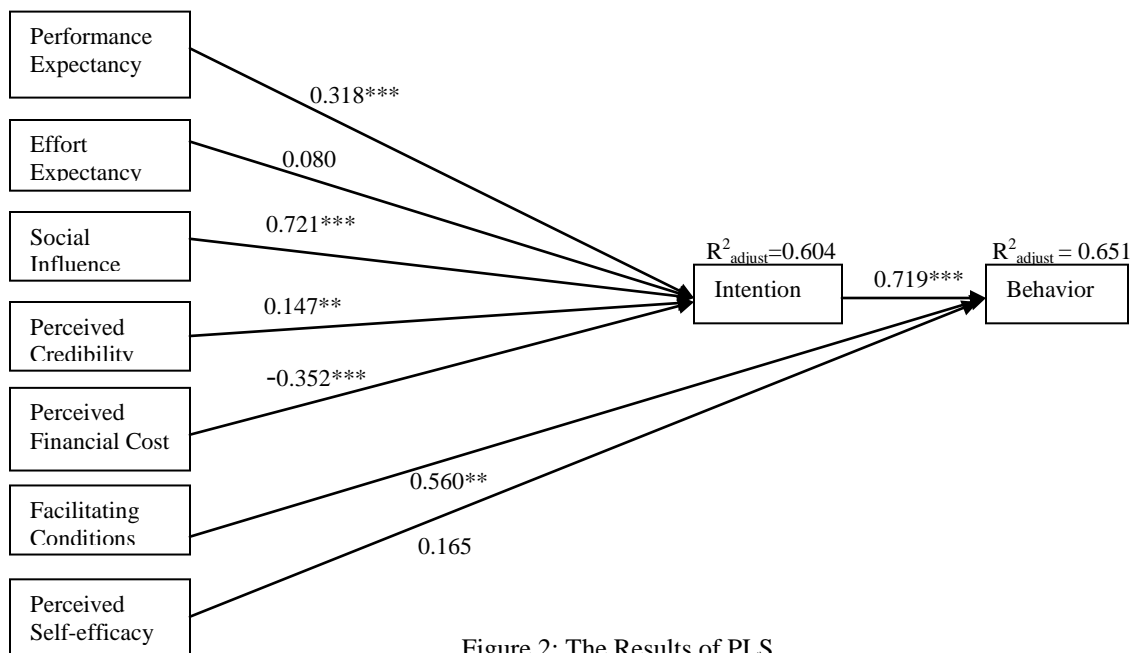 Performance
Expectancy
0.318***
Effort
Expectancy
0.080
Social
Influence
0.721***
R²adjust=0.604
R²adjust = 0.651
Intention
0.719***
Behavior
Perceived
Credibility
0.147**
-0.352***
Perceived
Financial Cost
Facilitating
Conditions
0.560**
0.165
Perceived
Self-efficacy
Figure 2: The Results of PLS